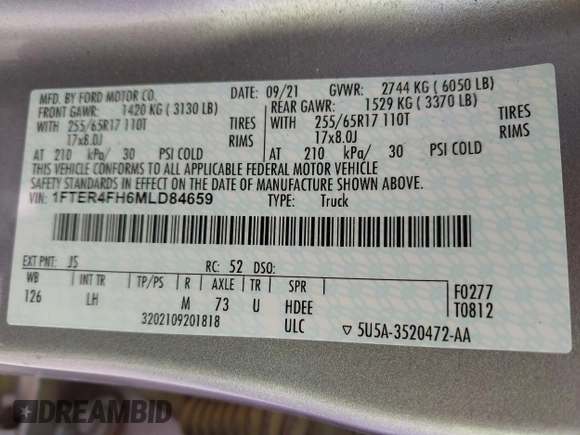 MFD. BY FORD MOTOR CO.
DATE: 09/21 GVWR: 2744 KG ( 6050 LB)
FRONT GAWR: 1420 KG ( 3130 LB) REAR GAWR: 1529 KG ( 3370 LB)
WITH 255/65R17 110T TIRES WITH 255/65R17 110T TIRES
17x8.0J RIMS 17x8.0J RIMS
AT 210 kPa/ 30 PSI COLD AT 210 kPa/ 30 PSI COLD
THIS VEHICLE CONFORMS TO ALL APPLICABLE FEDERAL MOTOR VEHICLE
SAFETY STANDARDS IN EFFECT ON THE DATE OF MANUFACTURE SHOWN ABOVE.
VIN: 1FTER4FH6MLD84659 TYPE: Truck
EXT PNT: JS RC: 52 DSO:
WB INT TR TP/PS R AXLE TR SPR F0277
126 LH M 73 U HDEE T0812
3202109201818 ULC ▽ 5U5A-3520472-AA
DREAMBID